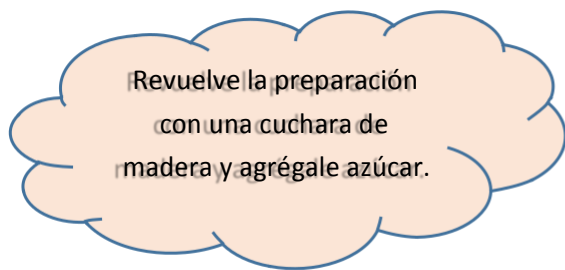 Revuelve la preparación
con una cuchara de
madera y agrégale azúcar.